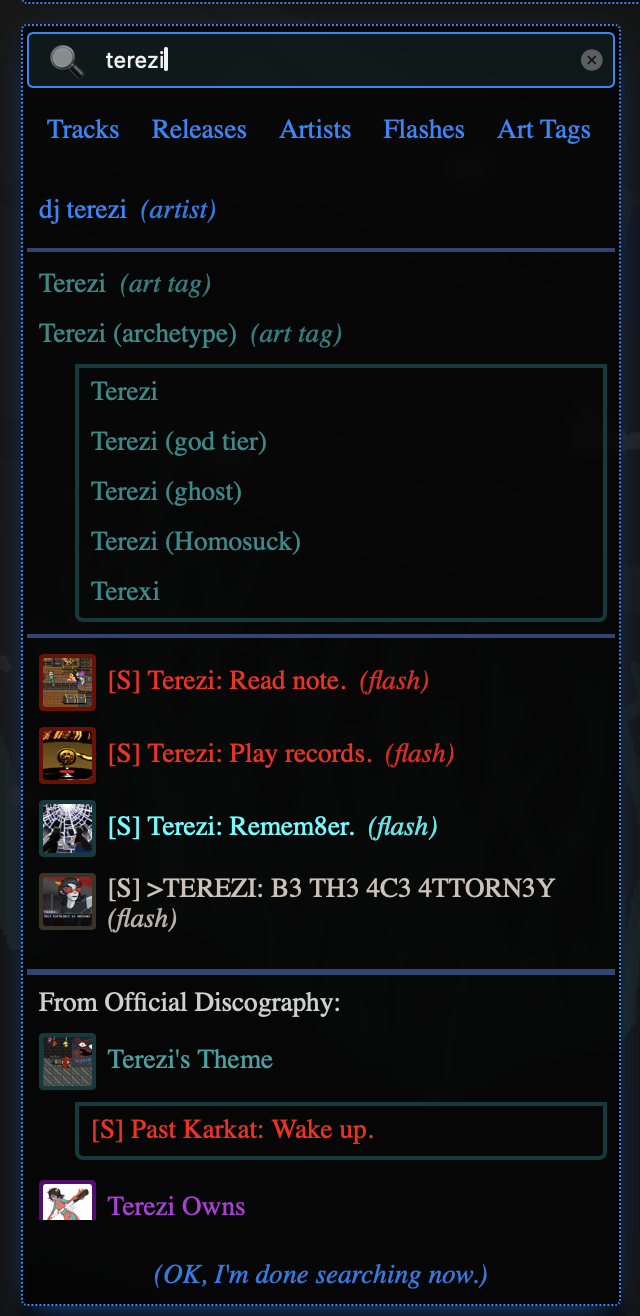 terezi
Tracks Releases Artists Flashes Art Tags
dj terezi (artist)
Terezi (art tag)
Terezi (archetype) (art tag)
Terezi
Terezi (god tier)
Terezi (ghost)
Terezi (Homosuck)
Terexi
[S] Terezi: Read note. (flash)
[S] Terezi: Play records. (flash)
[S] Terezi: Remem8er. (flash)
[S] >TEREZI: B3 TH3 4C3 4TTORN3Y
(flash)
From Official Discography:
Terezi's Theme
[S] Past Karkat: Wake up.
Terezi Owns
(OK, I'm done searching now.)